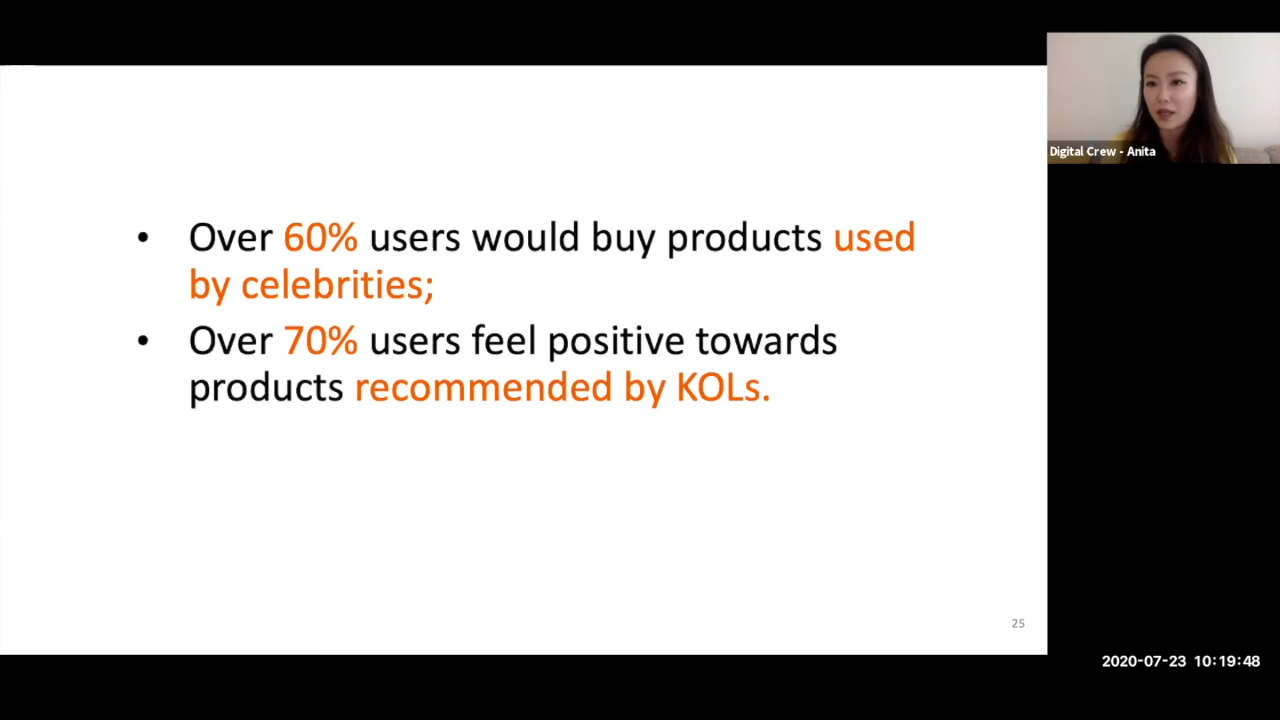 • Over 60% users would buy products used
by celebrities;
• Over 70% users feel positive towards
products recommended by KOLs.
25
Digital Crew - Anita
2020-07-23 10:19:48